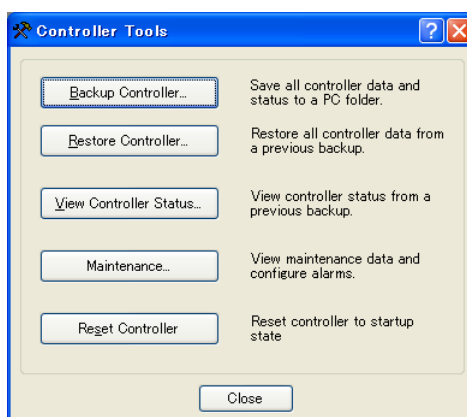 Controller Tools
Backup Controller...
Save all controller data and
status to a PC folder.
Restore Controller...
Restore all controller data from
a previous backup.
View Controller Status...
View controller status from a
previous backup.
Maintenance...
View maintenance data and
configure alarms.
Reset Controller
Reset controller to startup
state
Close